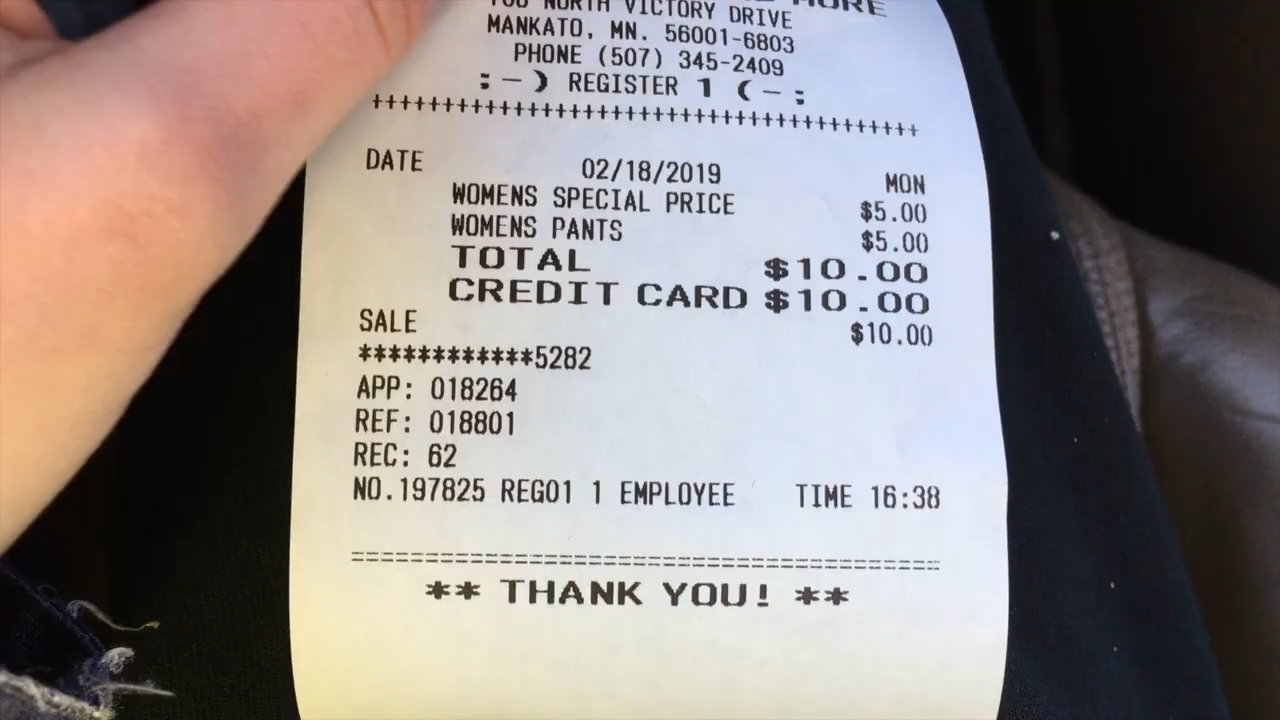 MORE
NORTH VICTORY DRIVE
MANKATO, MN. 56001-6803
PHONE (507) 345-2409
;-) REGISTER 1 (-;
++++++++++++++++++++++++++++++++++++++++
DATE 02/18/2019 MON
WOMENS SPECIAL PRICE $5.00
WOMENS PANTS $5.00
TOTAL $10.00
CREDIT CARD $10.00
SALE $10.00
************5282
APP: 018264
REF: 018801
REC: 62
NO.197825 REG01 1 EMPLOYEE TIME 16:38
========================================
** THANK YOU! **